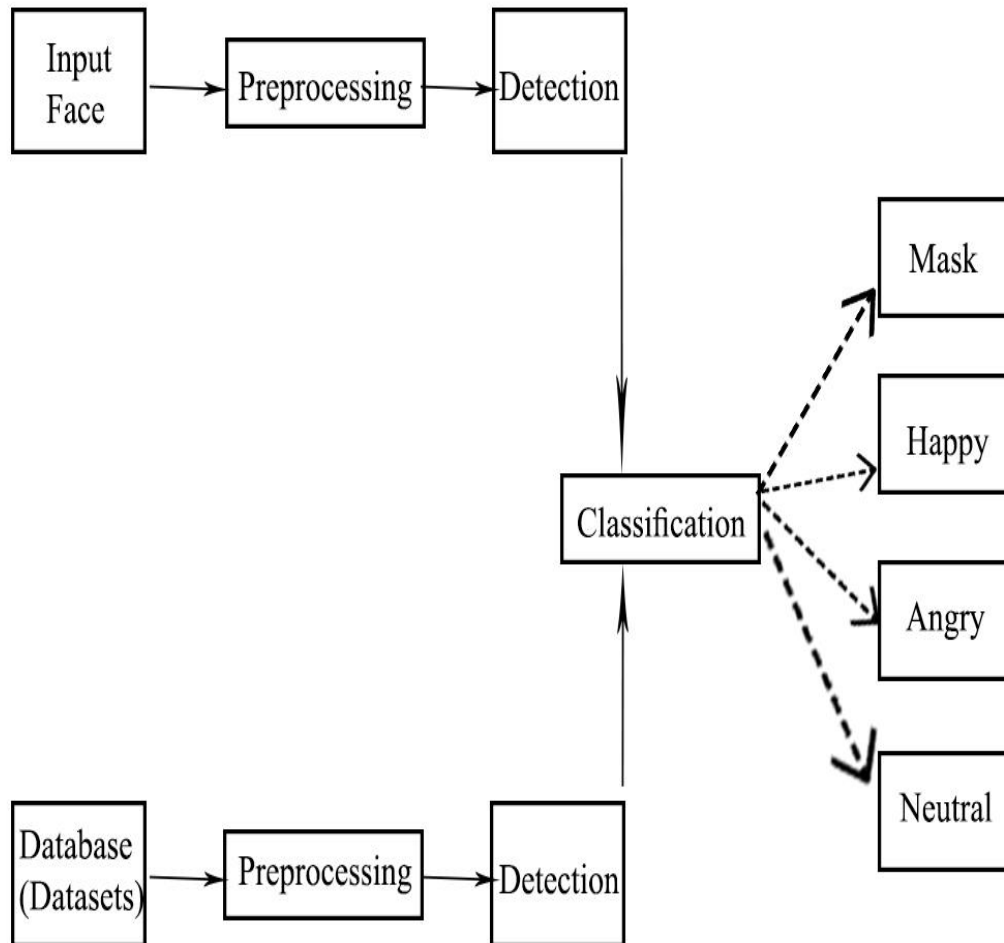 Input
Face
Preprocessing
Detection
Mask
Happy
Classification
Angry
Neutral
Database
(Datasets)
Preprocessing
Detection